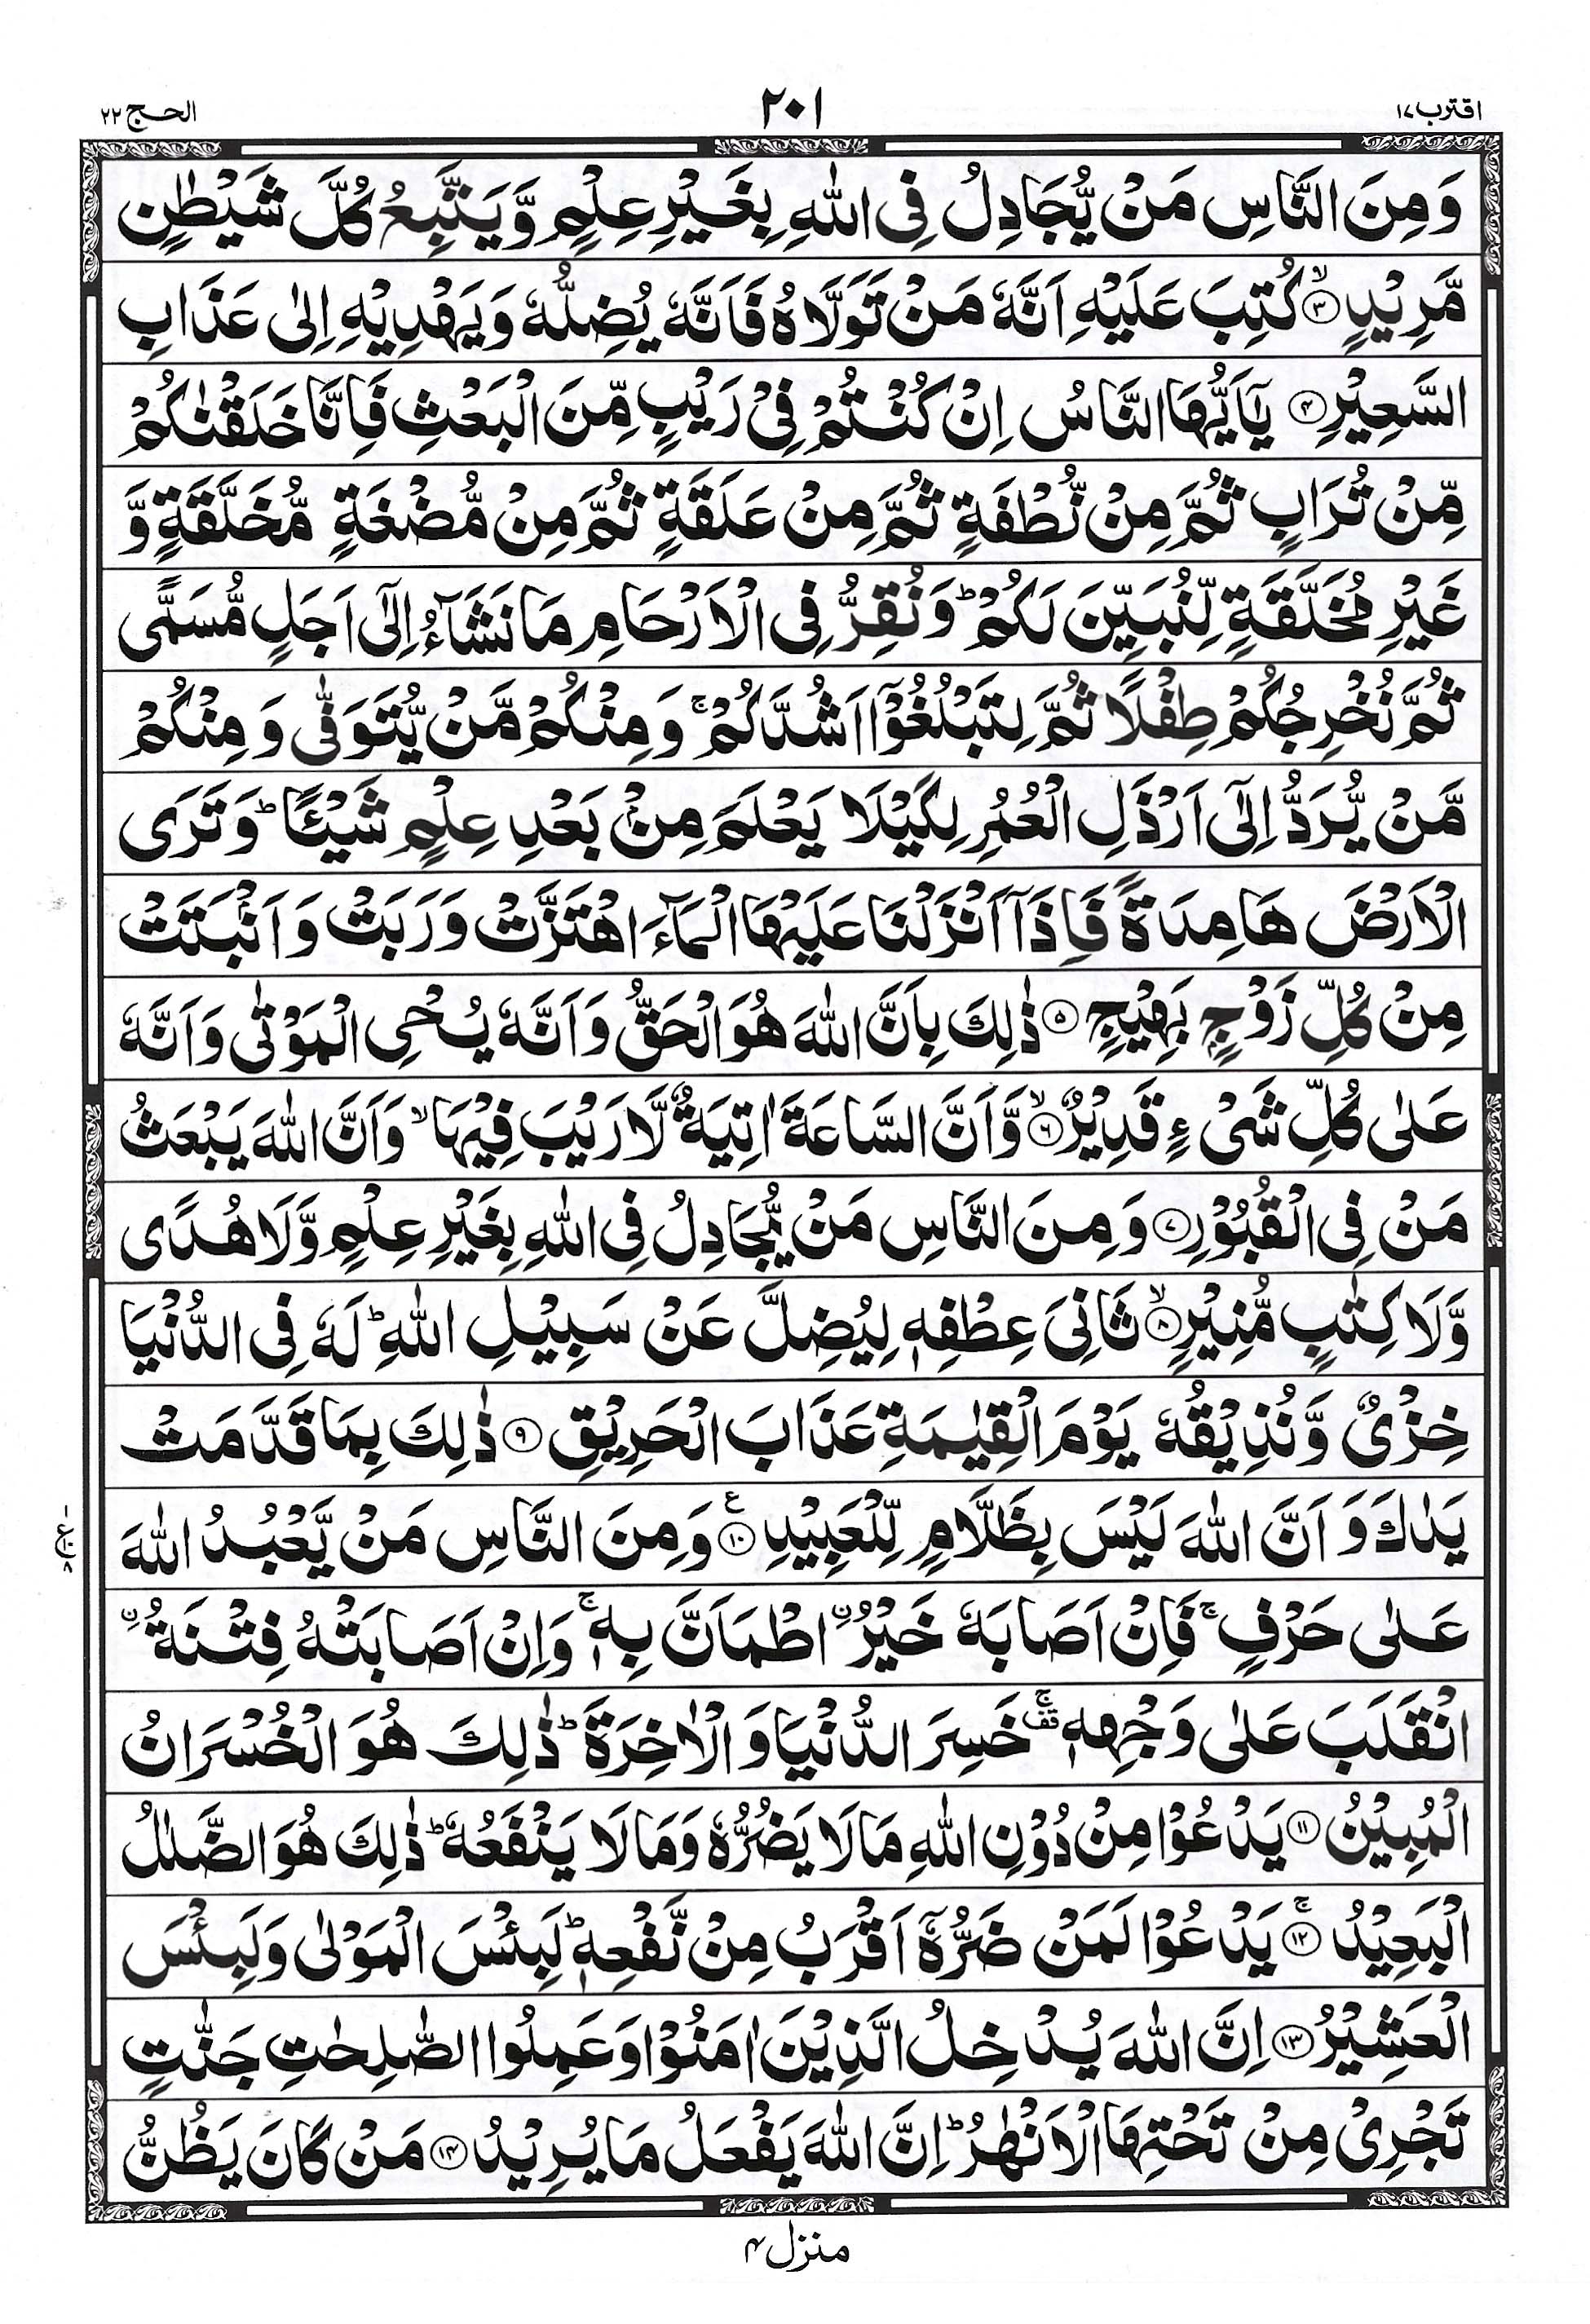 اقترب ١٧
٢٠١
الحج ٢٢
وَمِنَ النَّاسِ مَنْ يُّجَادِلُ فِى اللّٰهِ بِغَيْرِ عِلْمٍ وَّيَتَّبِعُ كُلَّ شَيْطٰنٍ
مَّرِيْدٍ ۙ‏﴿۳﴾ كُتِبَ عَلَيْهِ اَنَّهٗ مَنْ تَوَلَّاهُ فَاَنَّهٗ يُضِلُّهٗ وَيَهْدِيْهِ اِلٰى عَذَابِ
السَّعِيْرِ ﴿۴﴾ يٰٓاَيُّهَا النَّاسُ اِنْ كُنْتُمْ فِىْ رَيْبٍ مِّنَ الْبَعْثِ فَاِنَّا خَلَقْنٰكُمْ
مِّنْ تُرَابٍ ثُمَّ مِنْ نُّطْفَةٍ ثُمَّ مِنْ عَلَقَةٍ ثُمَّ مِنْ مُّضْغَةٍ مُّخَلَّقَةٍ وَّ
غَيْرِ مُخَلَّقَةٍ لِّنُبَيِّنَ لَكُمْ ؕ وَنُقِرُّ فِى الْاَرْحَامِ مَا نَشَآءُ اِلٰٓى اَجَلٍ مُّسَمًّى
ثُمَّ نُخْرِجُكُمْ طِفْلًا ثُمَّ لِتَبْلُغُوْۤا اَشُدَّكُمْ ۚ وَمِنْكُمْ مَّنْ يُّتَوَفّٰى وَمِنْكُمْ
مَّنْ يُّرَدُّ اِلٰٓى اَرْذَلِ الْعُمُرِ لِكَيْلَا يَعْلَمَ مِنْۢ بَعْدِ عِلْمٍ شَيْـًٔا ؕ وَتَرَى
الْاَرْضَ هَامِدَةً فَاِذَاۤ اَنْزَلْنَا عَلَيْهَا الْمَآءَ اهْتَزَّتْ وَرَبَتْ وَاَنْۢبَتَتْ
مِنْ كُلِّ زَوْجٍۭ بَهِيْجٍ ﴿۵﴾ ذٰلِكَ بِاَنَّ اللّٰهَ هُوَ الْحَقُّ وَاَنَّهٗ يُحْىِ الْمَوْتٰى وَاَنَّهٗ
عَلٰى كُلِّ شَىْءٍ قَدِيْرٌ ۙ‏﴿۶﴾ وَّاَنَّ السَّاعَةَ اٰتِيَةٌ لَّا رَيْبَ فِيْهَا ۙ وَاَنَّ اللّٰهَ يَبْعَثُ
مَنْ فِى الْقُبُوْرِ ﴿۷﴾ وَمِنَ النَّاسِ مَنْ يُّجَادِلُ فِى اللّٰهِ بِغَيْرِ عِلْمٍ وَّلَا هُدًى
وَّلَا كِتٰبٍ مُّنِيْرٍ ۙ‏﴿۸﴾ ثَانِىَ عِطْفِهٖ لِيُضِلَّ عَنْ سَبِيْلِ اللّٰهِ ؕ لَهٗ فِى الدُّنْيَا
خِزْىٌ وَّنُذِيْقُهٗ يَوْمَ الْقِيٰمَةِ عَذَابَ الْحَرِيْقِ ﴿۹﴾ ذٰلِكَ بِمَا قَدَّمَتْ
يَدٰكَ وَاَنَّ اللّٰهَ لَيْسَ بِظَلَّامٍ لِّلْعَبِيْدِ ﴿۱۰﴾ ع وَمِنَ النَّاسِ مَنْ يَّعْبُدُ اللّٰهَ
عَلٰى حَرْفٍ ۚ فَاِنْ اَصَابَهٗ خَيْرُ ۨاطْمَاَنَّ بِهٖ ۚ وَاِنْ اَصَابَتْهُ فِتْنَةُ ۨ
انْقَلَبَ عَلٰى وَجْهِهٖ ۚقف خَسِرَ الدُّنْيَا وَالْاٰخِرَةَ ؕ ذٰلِكَ هُوَ الْخُسْرَانُ
الْمُبِيْنُ ﴿۱۱﴾ يَدْعُوْا مِنْ دُوْنِ اللّٰهِ مَا لَا يَضُرُّهٗ وَمَا لَا يَنْفَعُهٗ ؕ ذٰلِكَ هُوَ الضَّلٰلُ
الْبَعِيْدُ ۚ‏﴿۱۲﴾ يَدْعُوْا لَمَنْ ضَرُّهٗۤ اَقْرَبُ مِنْ نَّفْعِهٖ ؕ لَبِئْسَ الْمَوْلٰى وَلَبِئْسَ
الْعَشِيْرُ ﴿۱۳﴾ اِنَّ اللّٰهَ يُدْخِلُ الَّذِيْنَ اٰمَنُوْا وَعَمِلُوا الصّٰلِحٰتِ جَنّٰتٍ
تَجْرِىْ مِنْ تَحْتِهَا الْاَنْهٰرُ ؕ اِنَّ اللّٰهَ يَفْعَلُ مَا يُرِيْدُ ﴿۱۴﴾ مَنْ كَانَ يَظُنُّ
منزل ۴